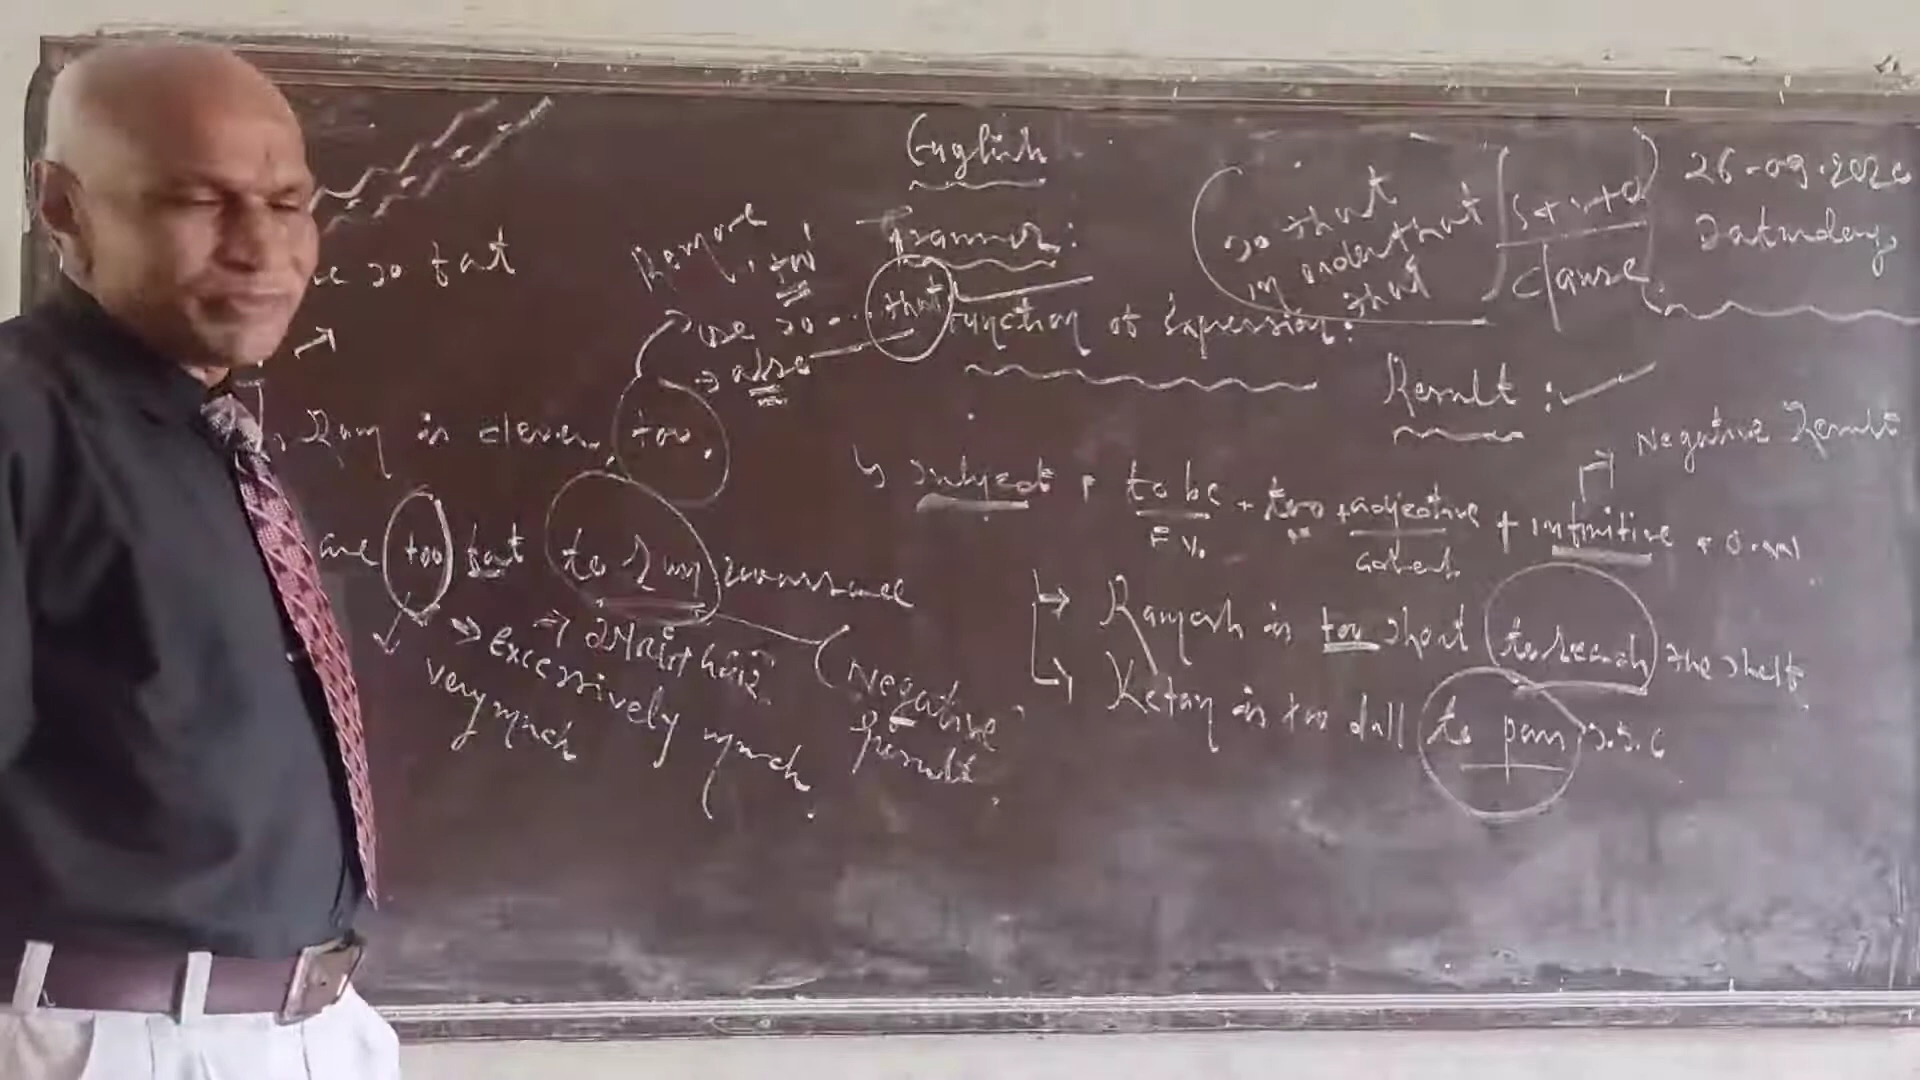 English
26-09-2020
Saturday
Grammar:
so that
in order that
that
S+V+O
clause
so fat
Remove 'too'
use so... that
also
Function of Expression:
Result:
Negative Result
Ram is clever, too.
Subject + to be + too + adjective + infinitive + O.W
F.V.
are too fat to run
very much
excessively much
Negative Result
Ramesh is too short to reach the shelf
Ketan is too dull to pass S.S.C